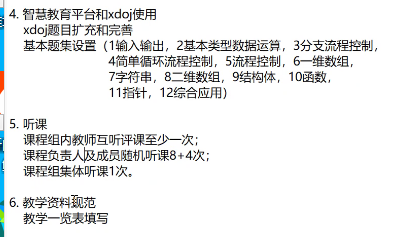 4. 智慧教育平台和xdoj使用
xdoj题目扩充和完善
基本题集设置（1输入输出，2基本类型数据运算，3分支流程控制，
4简单循环流程控制，5流程控制，6一维数组，
7字符串，8二维数组，9结构体，10函数，
11指针，12综合应用）
5. 听课
课程组内教师互听评课至少一次；
课程负责人及成员随机听课8+4次；
课程组集体听课1次。
6. 教学资料规范
教学一览表填写